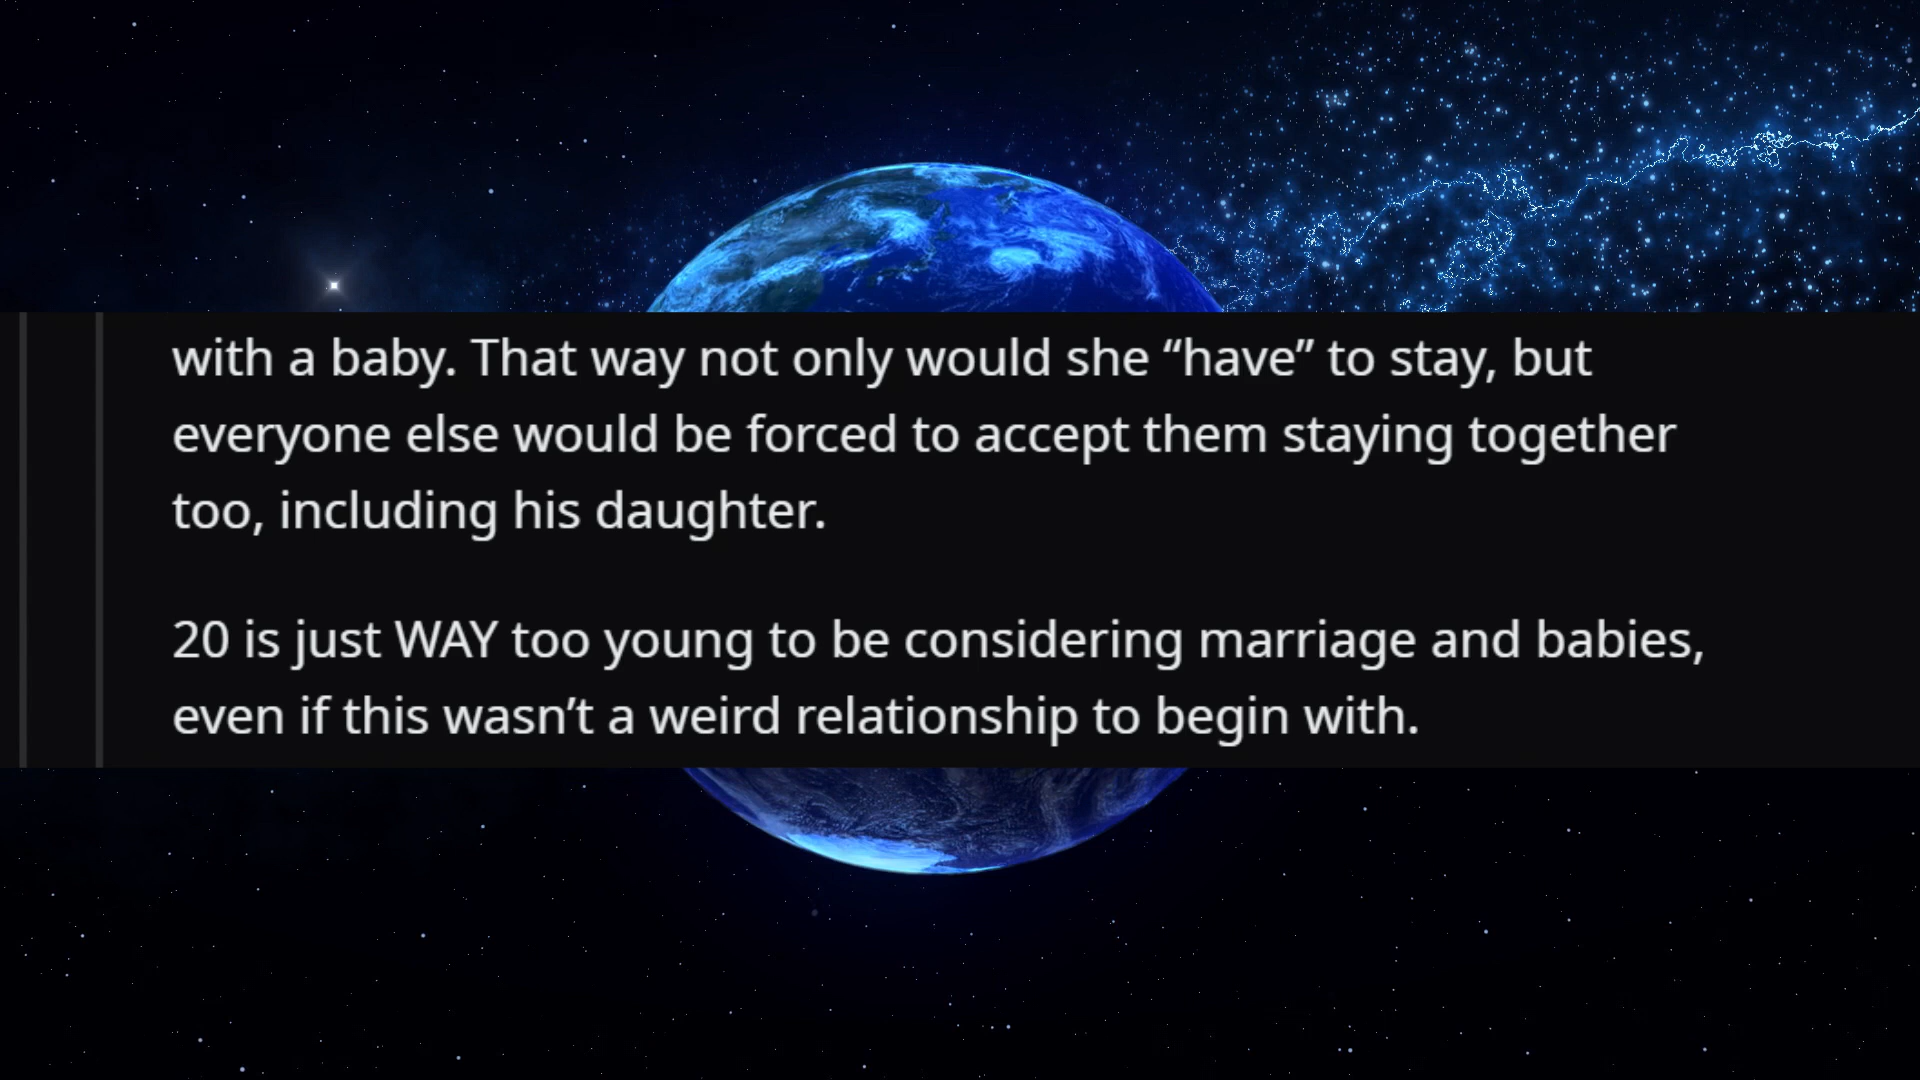 with a baby. That way not only would she “have” to stay, but
everyone else would be forced to accept them staying together
too, including his daughter.
20 is just WAY too young to be considering marriage and babies,
even if this wasn’t a weird relationship to begin with.